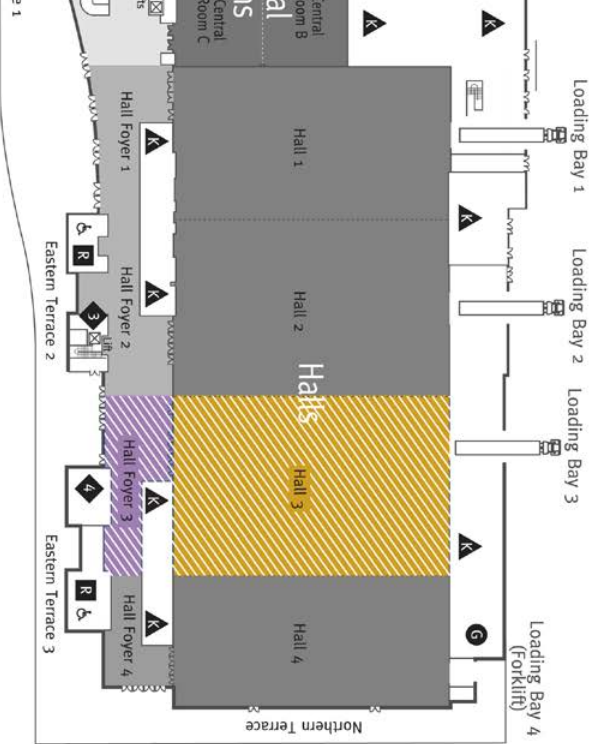 Loading Bay 1
Loading Bay 2
Loading Bay 3
Loading Bay 4
(Forklift)
K
K
K
K
G
Central
Room C
Halls
Hall 1
Hall 2
Hall 3
Hall 4
K
K
K
K
Hall Foyer 1
Hall Foyer 2
Hall Foyer 3
Hall Foyer 4
R
3
Lift
4
R
Eastern Terrace 2
Eastern Terrace 3
Northern Terrace